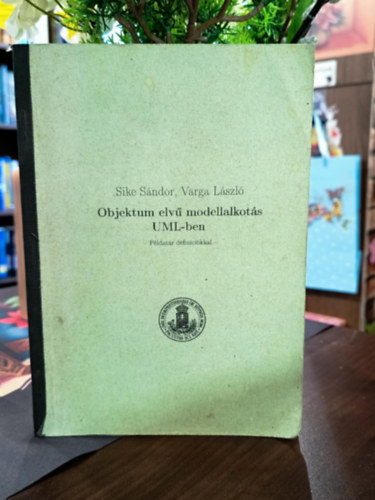 Sike Sándor, Varga László
Objektum elvű modellalkotás
UML-ben
Példatár definíciókkal